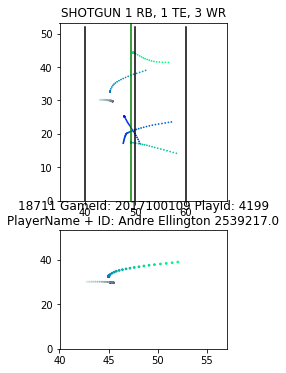 SHOTGUN 1 RB, 1 TE, 3 WR
50
40
30
20
10
0
40 50 60
18711 GameId: 2017100109 PlayId: 4199
PlayerName + ID: Andre Ellington 2539217.0
40
20
0
40 45 50 55